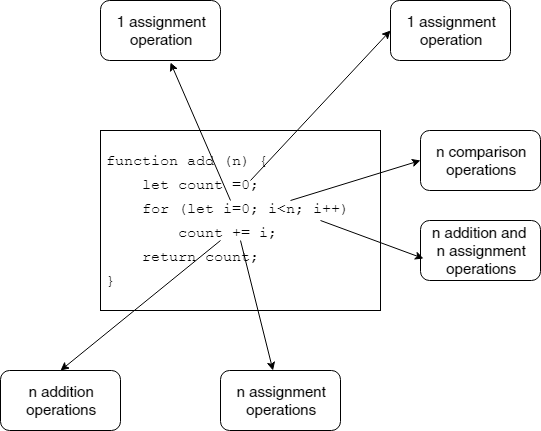 1 assignment
operation
1 assignment
operation
function add (n) {
let count =0;
for (let i=0; i<n; i++)
count += i;
return count;
}
n comparison
operations
n addition and
n assignment
operations
n addition
operations
n assignment
operations